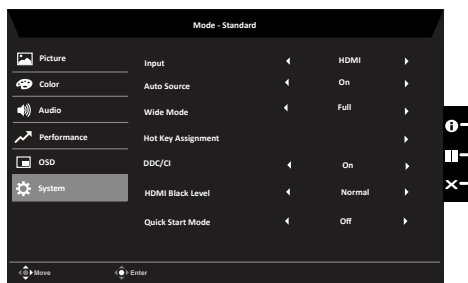 Mode - Standard
Picture
Color
Audio
Performance
OSD
System
Input HDMI
Auto Source On
Wide Mode Full
Hot Key Assignment
DDC/CI On
HDMI Black Level Normal
Quick Start Mode Off
Move Enter